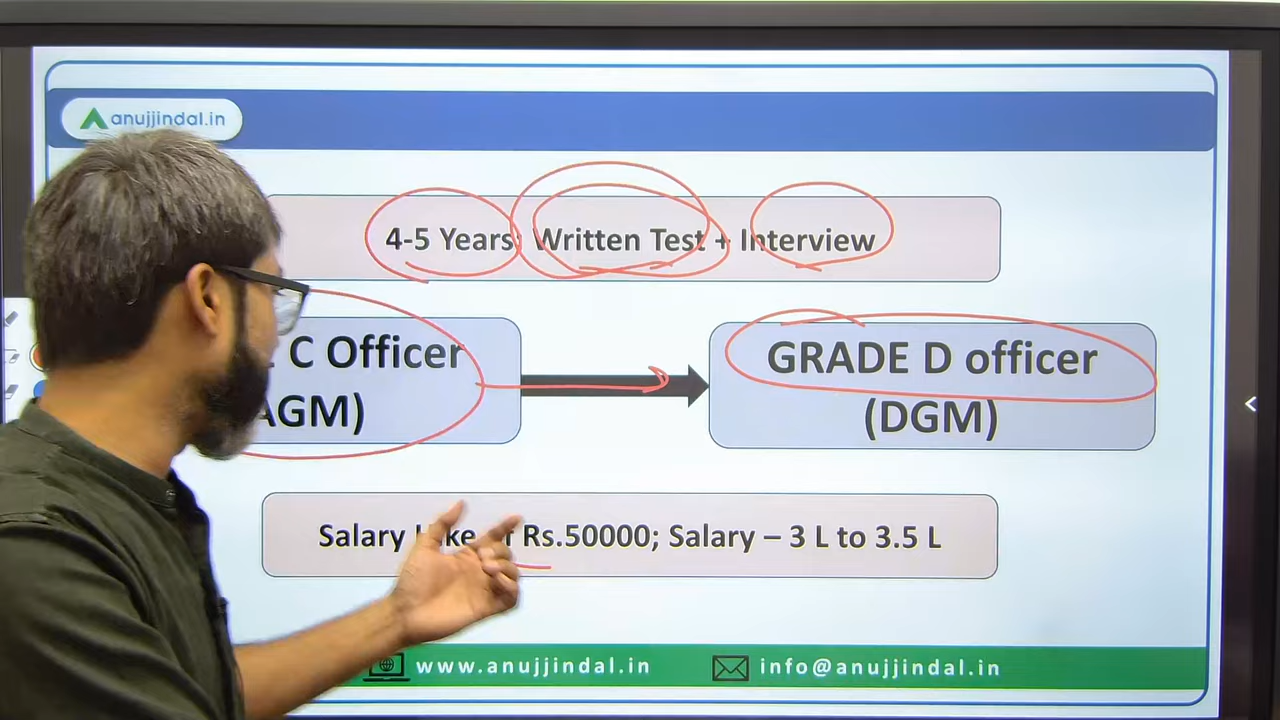 anujjindal.in
4-5 Years; Written Test + Interview
C Officer
GRADE D officer
AGM)
(DGM)
Salary Rs.50000; Salary – 3 L to 3.5 L
www.anujjindal.in
info@anujjindal.in